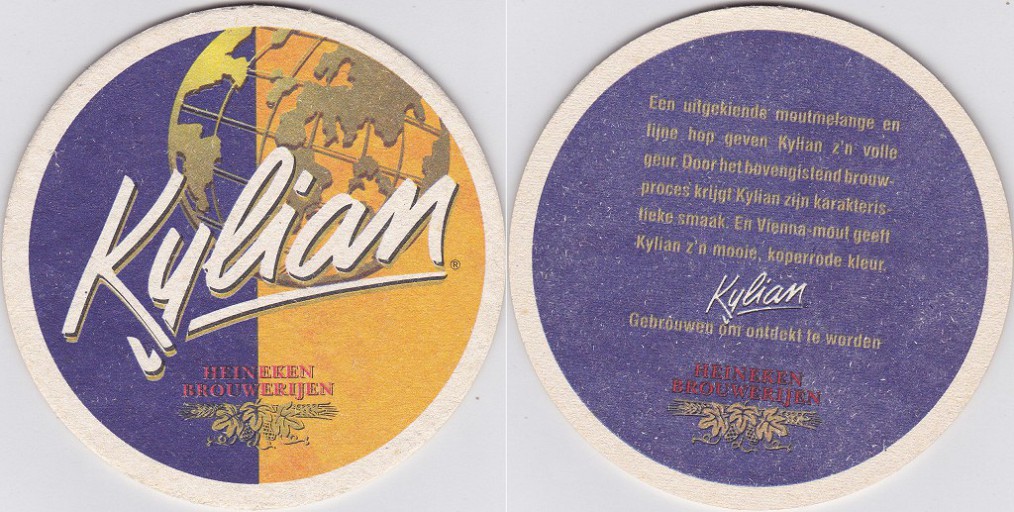 Kylian ®
HEINEKEN
BROUWERIJEN
Een uitgekiende moutmelange en
fijne hop geven Kylian z'n volle
geur. Door het bovengistend brouw-
proces krijgt Kylian zijn karakteris-
tieke smaak. En Vienna-mout geeft
Kylian z'n mooie, koperrode kleur.
Kylian
Gebrouwen om ontdekt te worden
HEINEKEN
BROUWERIJEN